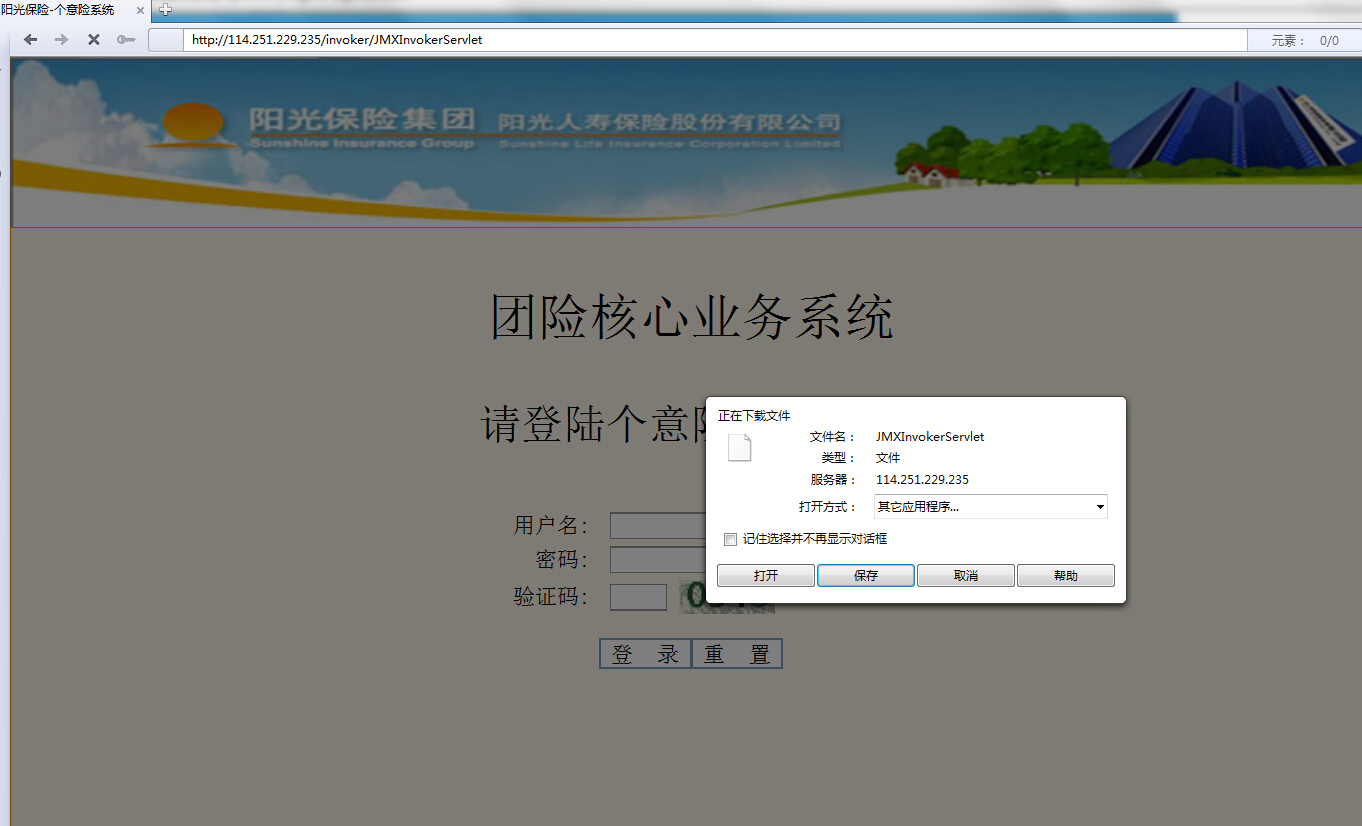 阳光保险-个意险系统
http://114.251.229.235/invoker/JMXInvokerServlet
元素： 0/0
阳光保险集团 阳光人寿保险股份有限公司
Sunshine Insurance Group Sunshine Life Insurance Corporation Limited
团险核心业务系统
请登陆个意
正在下载文件
文件名： JMXInvokerServlet
类型： 文件
服务器： 114.251.229.235
打开方式： 其它应用程序...
记住选择并不再显示对话框
打开 保存 取消 帮助
用户名：
密码：
验证码：
登 录 重 置